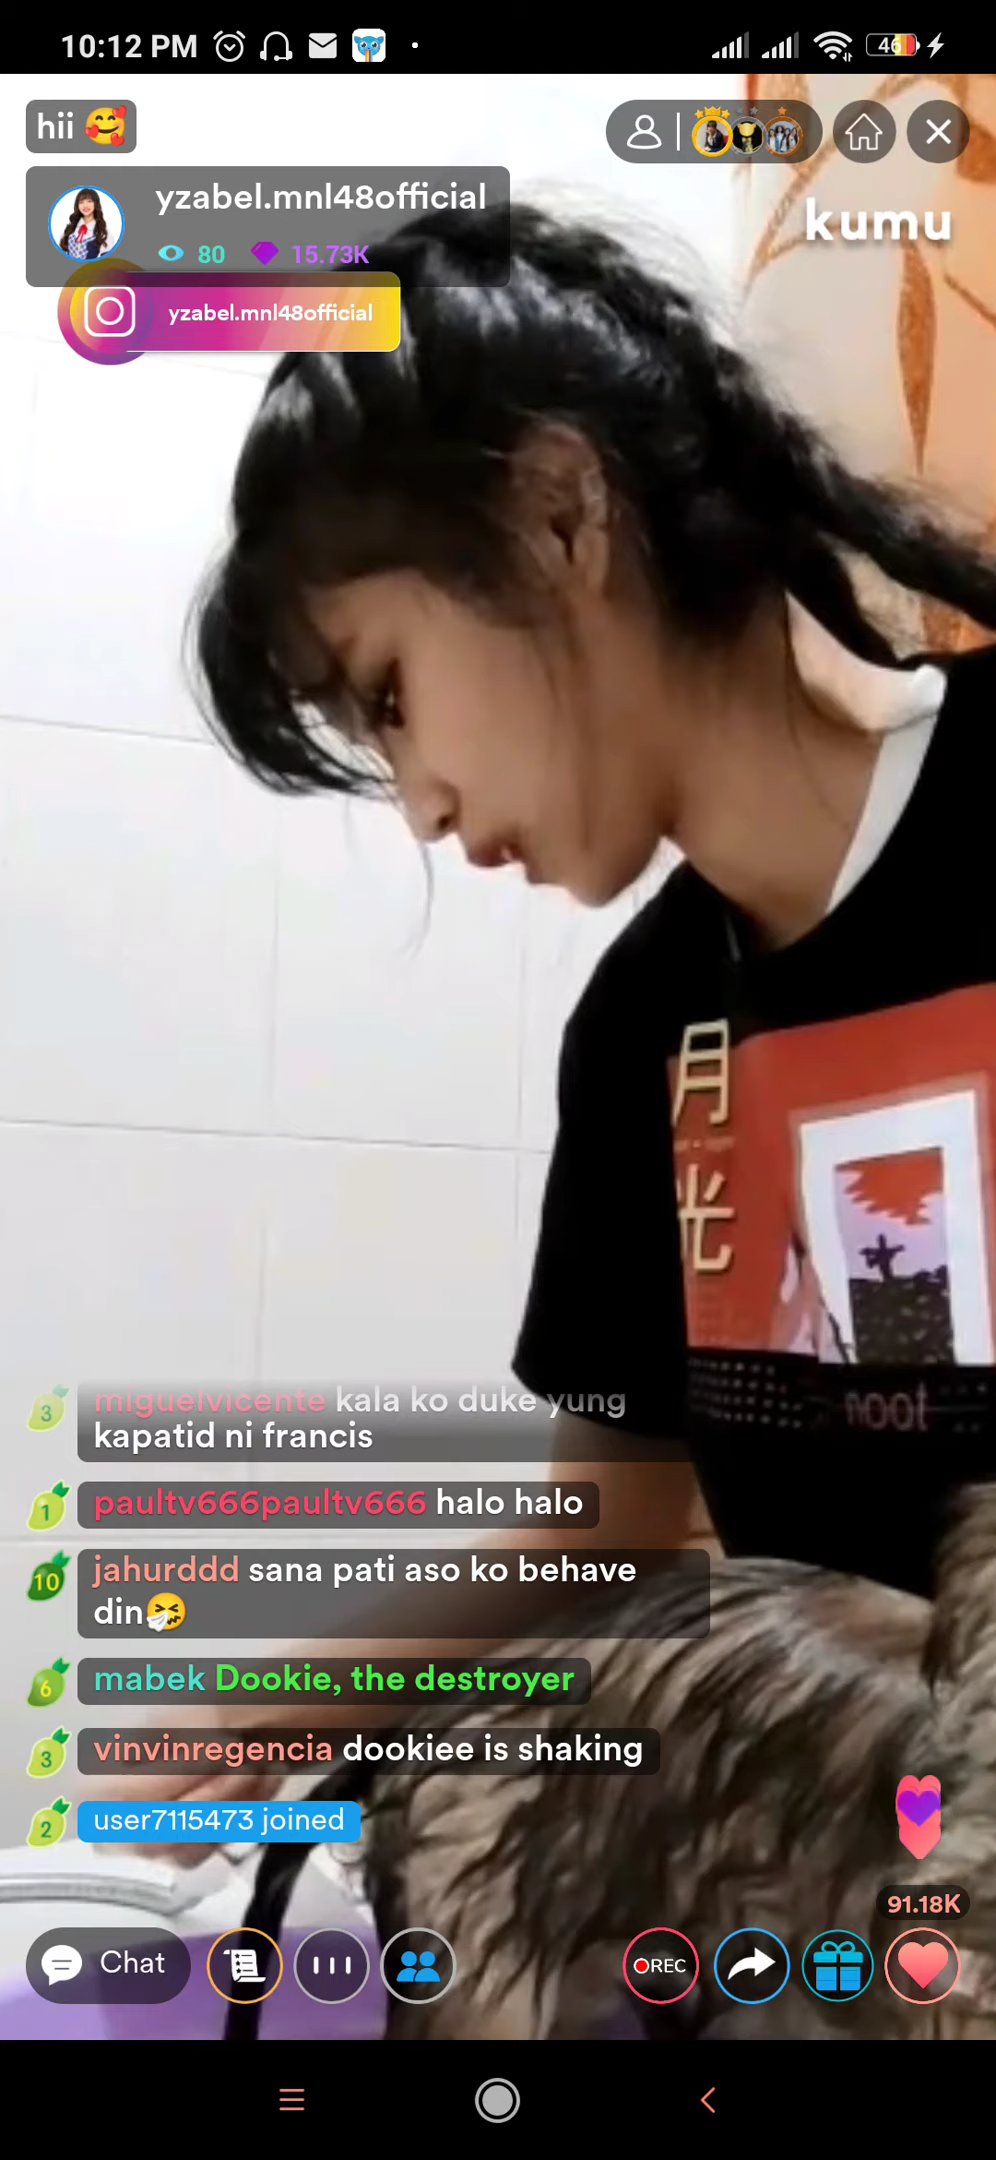 10:12 PM
46
hii 🥰
yzabel.mnl48official
80 15.73K
kumu
yzabel.mnl48official
月
光
noot
3 miguelvicente kala ko duke yung
kapatid ni francis
1 paultv666paultv666 halo halo
10 jahurddd sana pati aso ko behave
din🤧
6 mabek Dookie, the destroyer
3 vinvinregencia dookiee is shaking
2 user7115473 joined
91.18K
Chat
REC